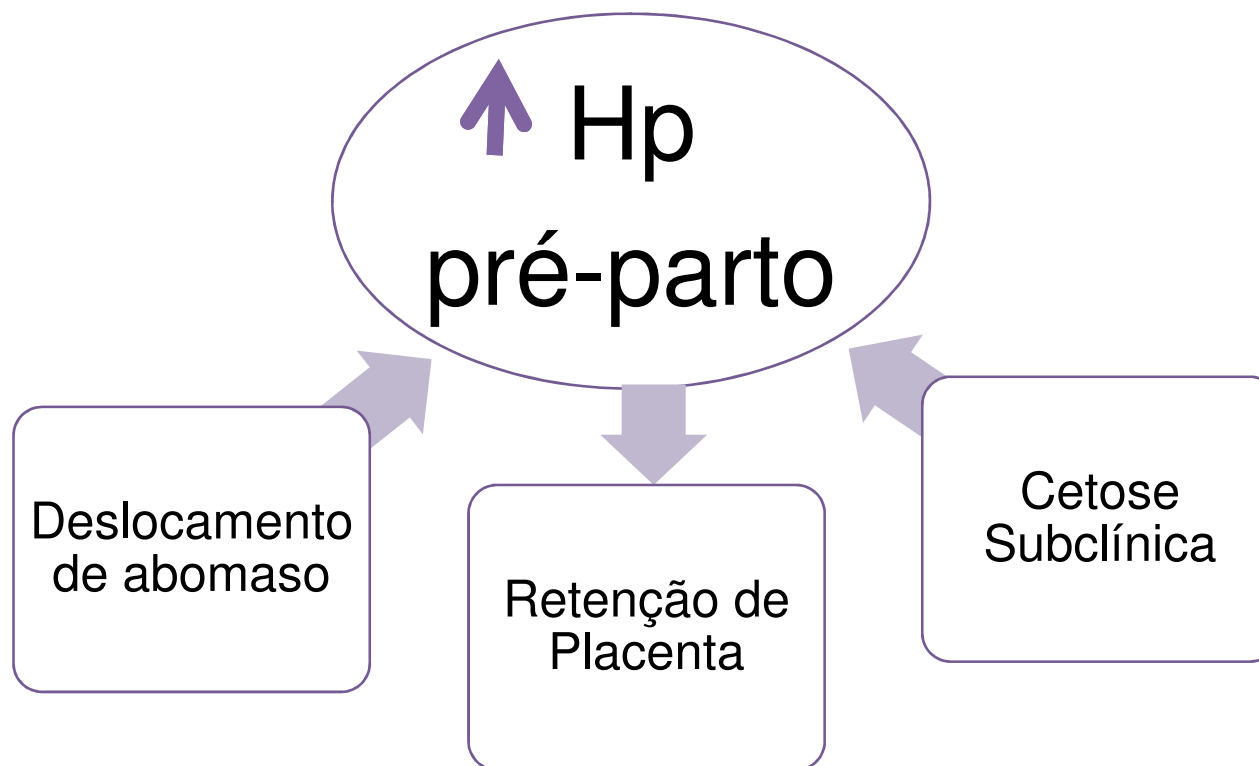 Hp
pré-parto
Deslocamento
de abomaso
Retenção de
Placenta
Cetose
Subclínica